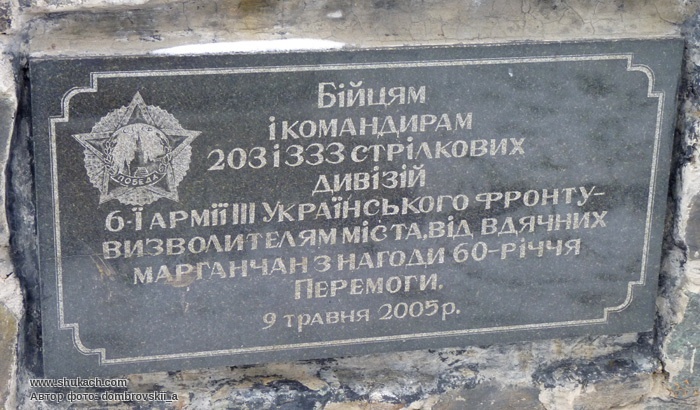 Бійцям
і командирам
203 і 333 стрілкових
дивізій
6-ї армії III Українського фронту-
визволителям міста, від вдячних
марганчан з нагоди 60-річчя
Перемоги.
9 травня 2005 р.
ПОБЕДА
www.shukach.com
Автор фото- dombrovskii_a